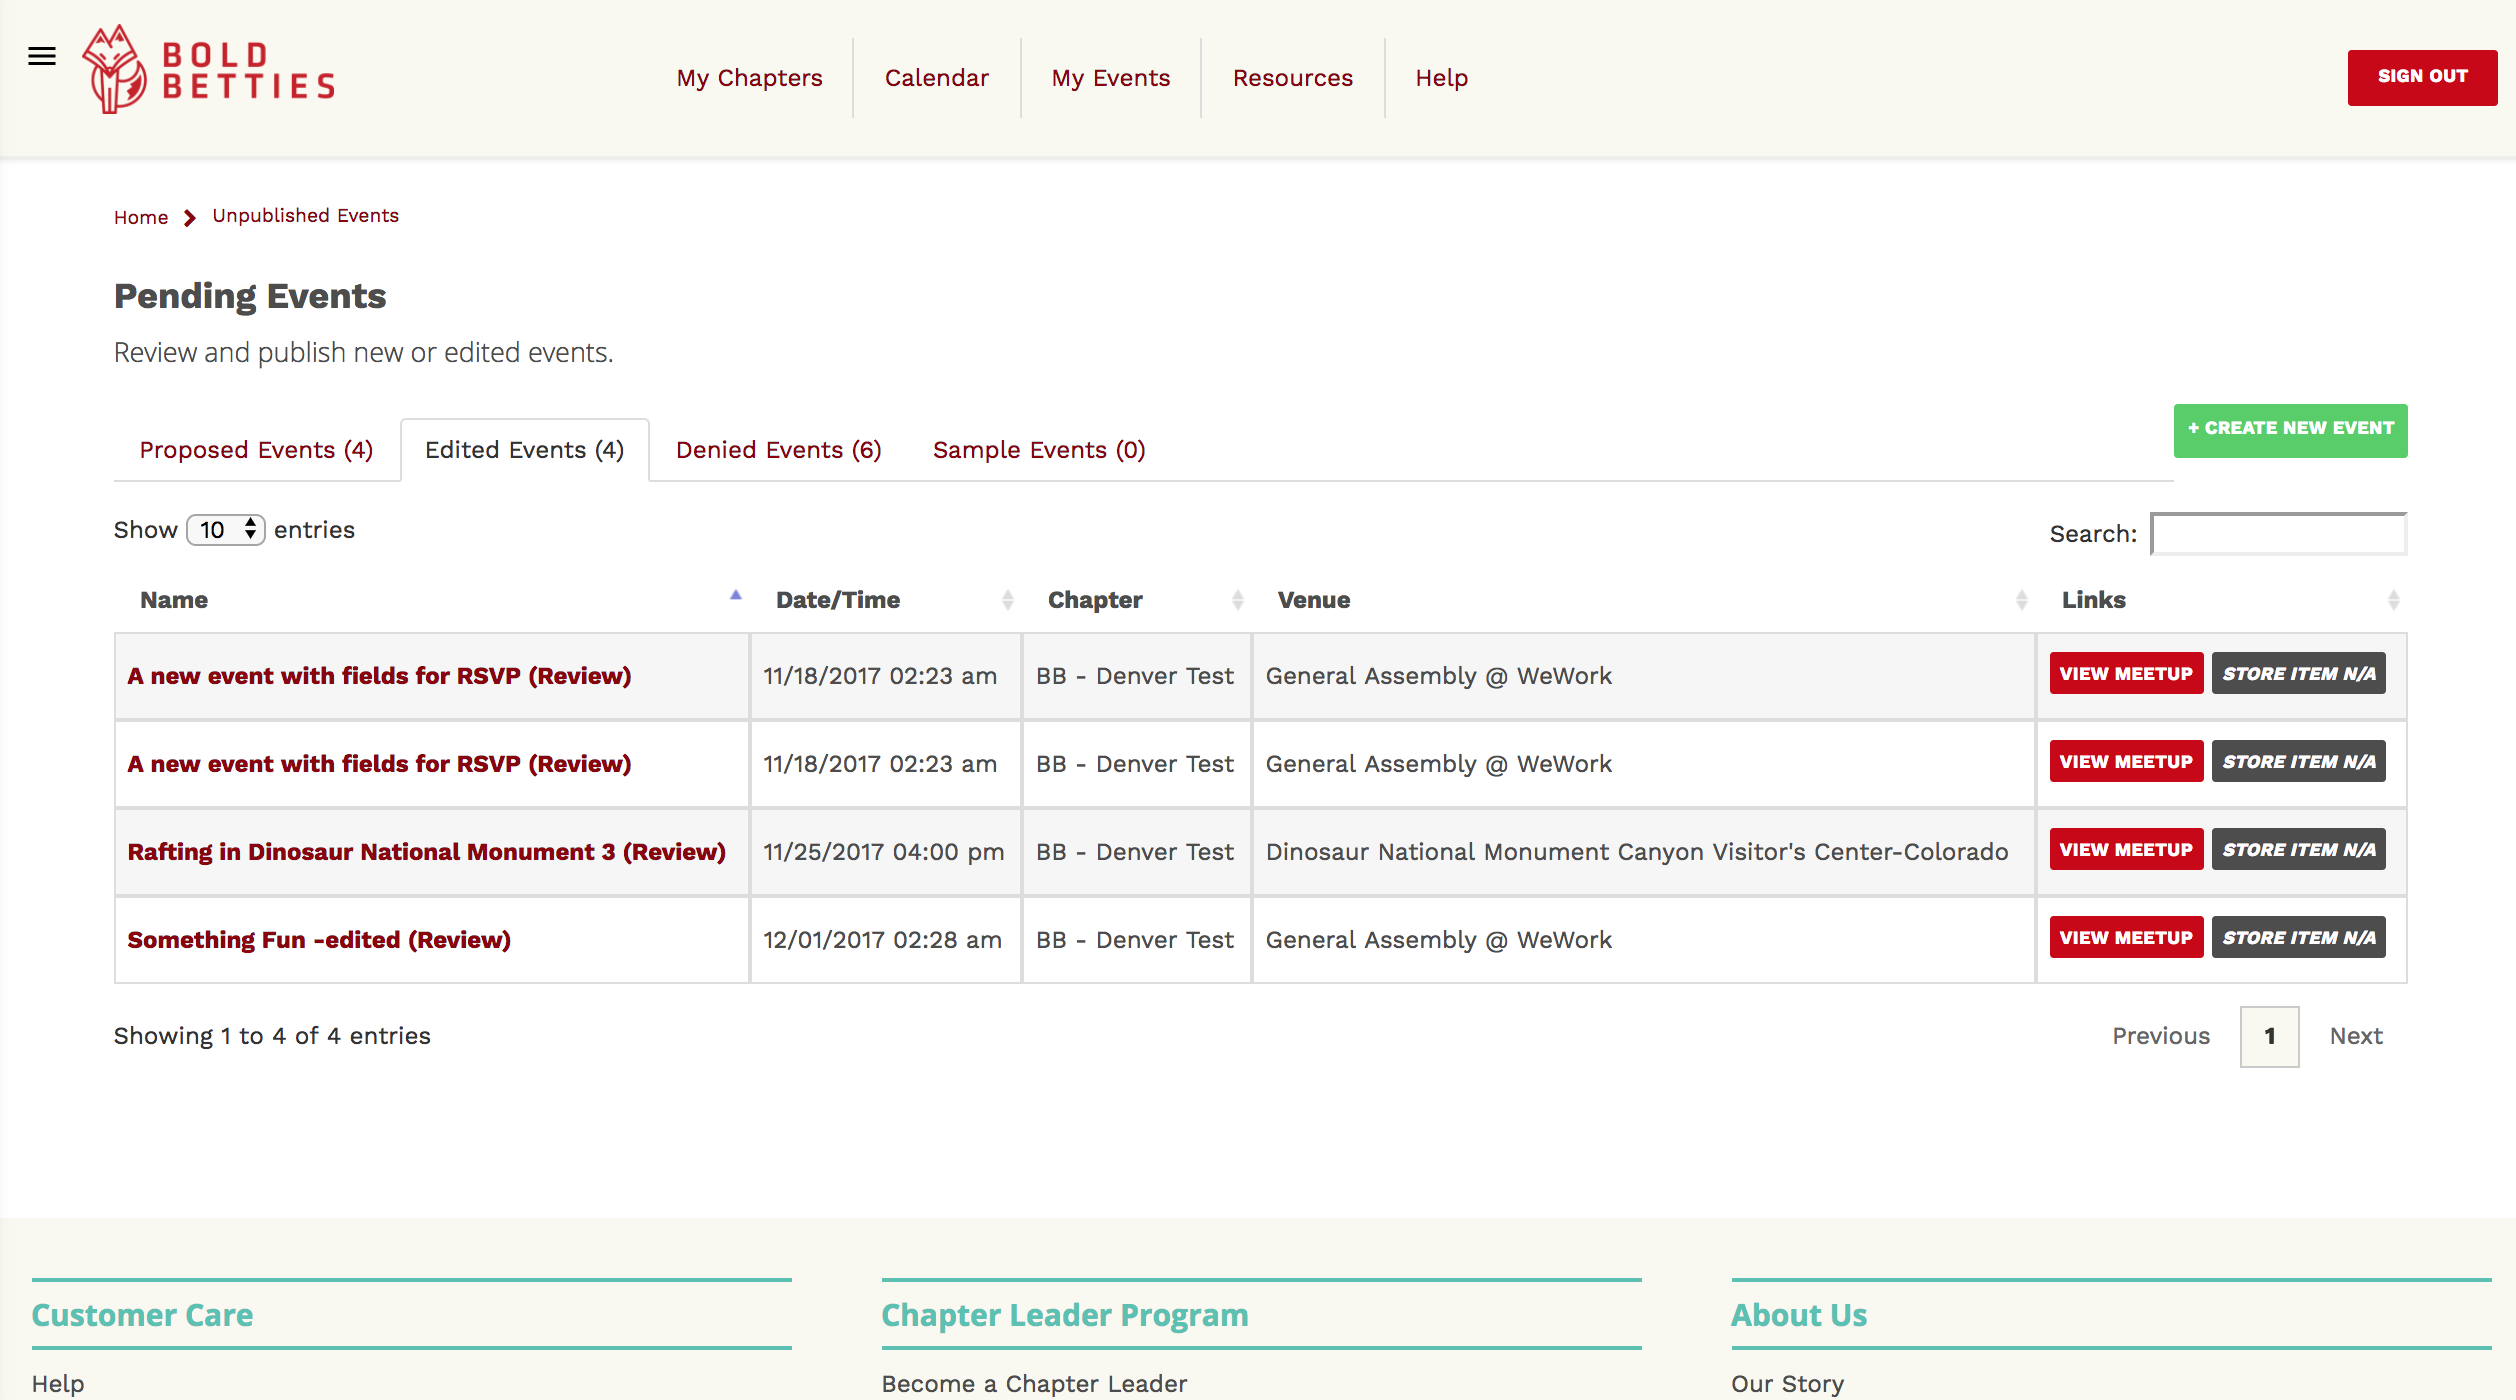 BOLD
BETTIES
My Chapters Calendar My Events Resources Help
SIGN OUT
Home Unpublished Events
Pending Events
Review and publish new or edited events.
Proposed Events (4) Edited Events (4) Denied Events (6) Sample Events (0)
+ CREATE NEW EVENT
Show 10 entries
Search:
Name Date/Time Chapter Venue Links
A new event with fields for RSVP (Review) 11/18/2017 02:23 am BB - Denver Test General Assembly @ WeWork VIEW MEETUP STORE ITEM N/A
A new event with fields for RSVP (Review) 11/18/2017 02:23 am BB - Denver Test General Assembly @ WeWork VIEW MEETUP STORE ITEM N/A
Rafting in Dinosaur National Monument 3 (Review) 11/25/2017 04:00 pm BB - Denver Test Dinosaur National Monument Canyon Visitor's Center-Colorado VIEW MEETUP STORE ITEM N/A
Something Fun -edited (Review) 12/01/2017 02:28 am BB - Denver Test General Assembly @ WeWork VIEW MEETUP STORE ITEM N/A
Showing 1 to 4 of 4 entries
Previous 1 Next
Customer Care Chapter Leader Program About Us
Help Become a Chapter Leader Our Story